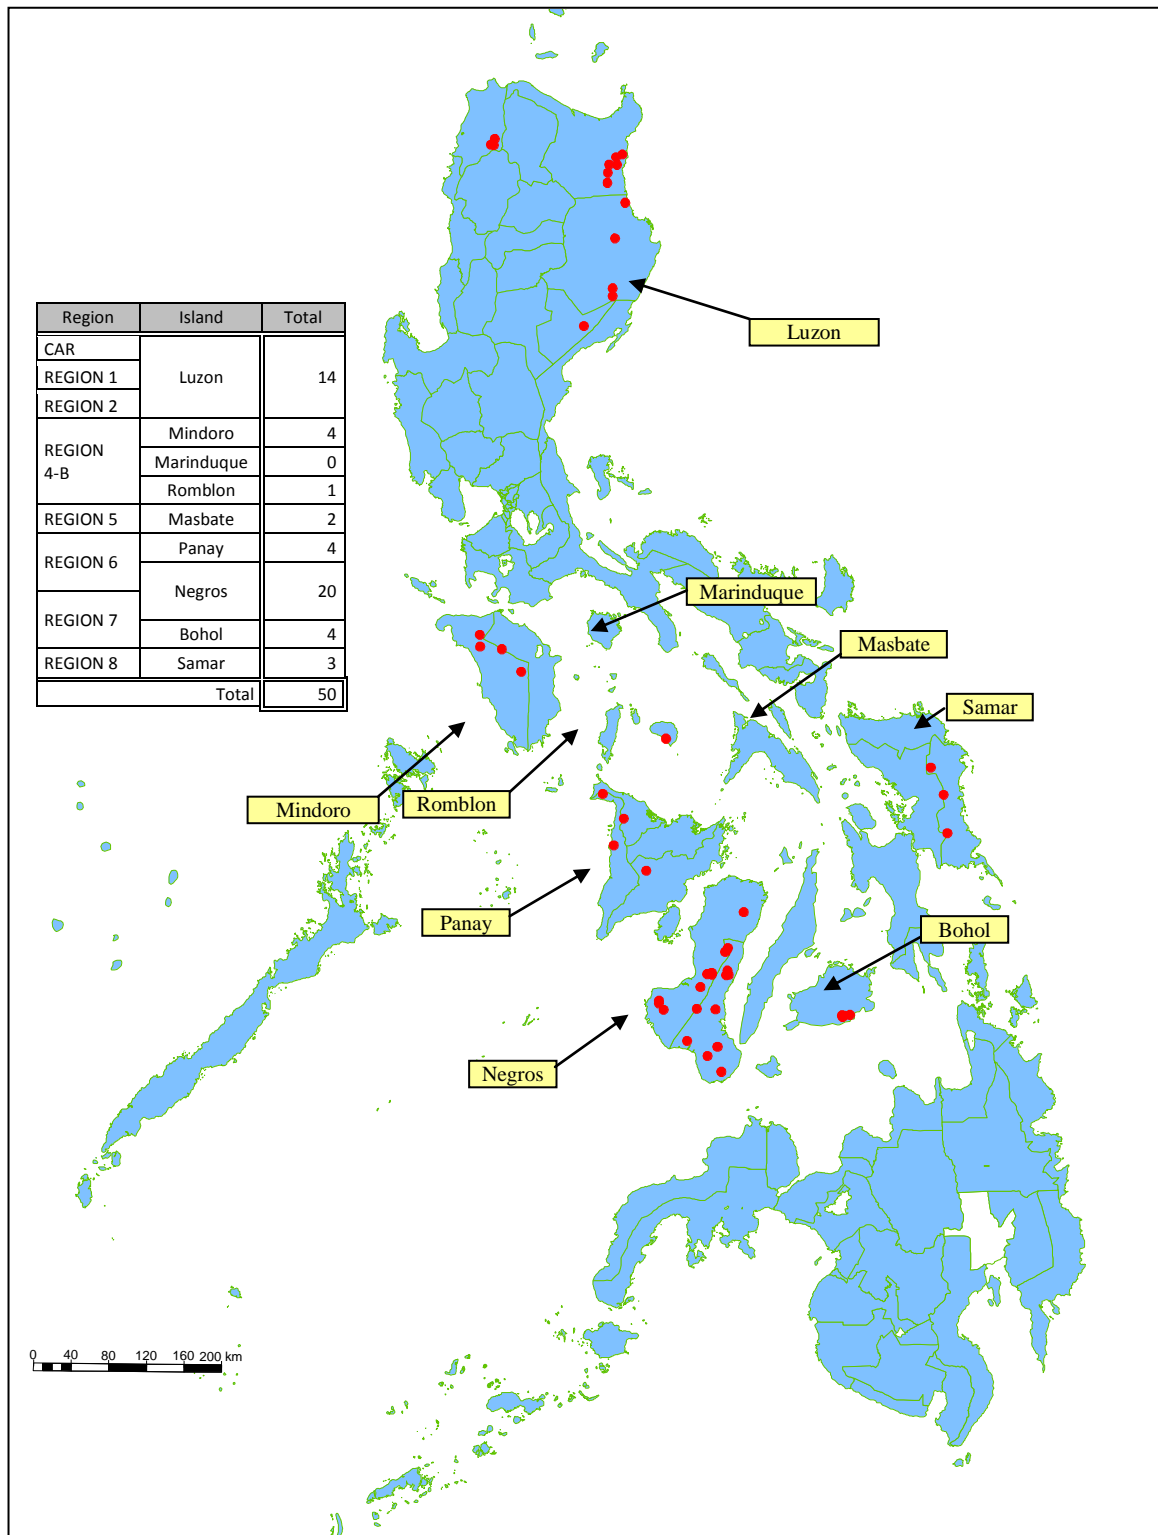 Region Island Total
CAR
REGION 1 Luzon 14
REGION 2
Mindoro 4
REGION
4-B
Marinduque 0
Romblon 1
REGION 5 Masbate 2
REGION 6 Panay 4
Negros 20
REGION 7
Bohol 4
REGION 8 Samar 3
Total 50
Luzon
Marinduque
Masbate
Samar
Mindoro
Romblon
Panay
Bohol
Negros
0 40 80 120 160 200 km